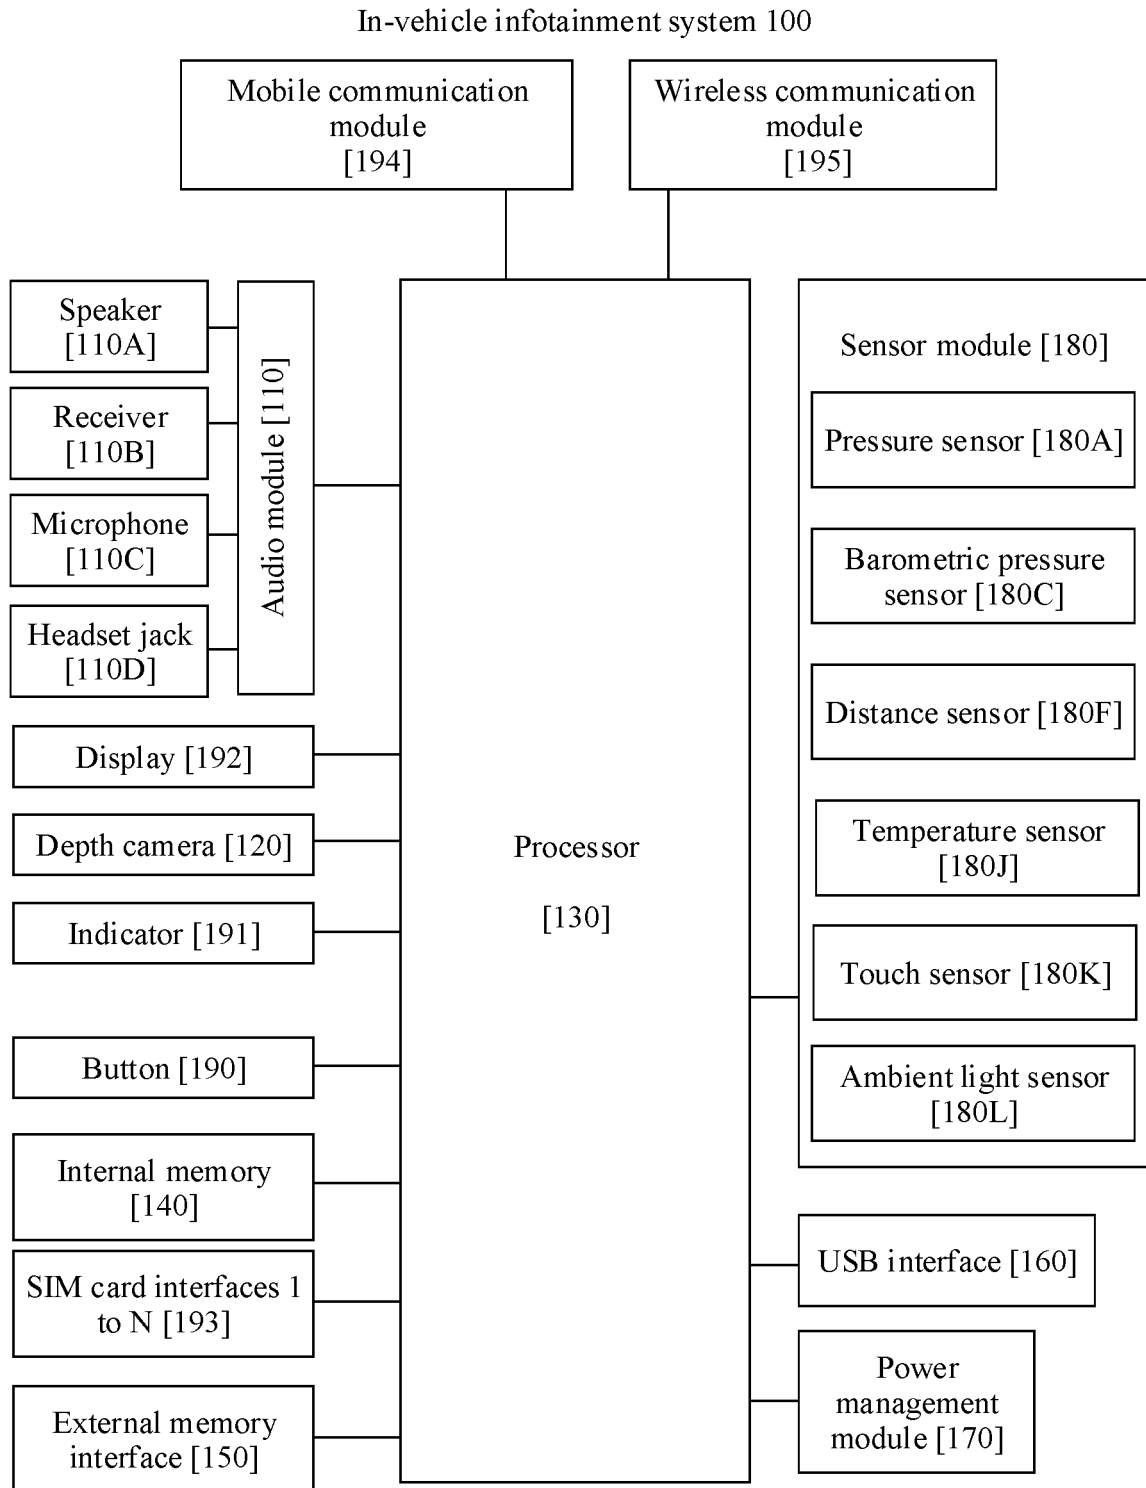 In-vehicle infotainment system 100
Mobile communication
module
[194]
Wireless communication
module
[195]
Speaker
[110A]
Receiver
[110B]
Microphone
[110C]
Headset jack
[110D]
Audio module [110]
Display [192]
Depth camera [120]
Indicator [191]
Button [190]
Internal memory
[140]
SIM card interfaces 1
to N [193]
External memory
interface [150]
Processor
[130]
Sensor module [180]
Pressure sensor [180A]
Barometric pressure
sensor [180C]
Distance sensor [180F]
Temperature sensor
[180J]
Touch sensor [180K]
Ambient light sensor
[180L]
USB interface [160]
Power
management
module [170]